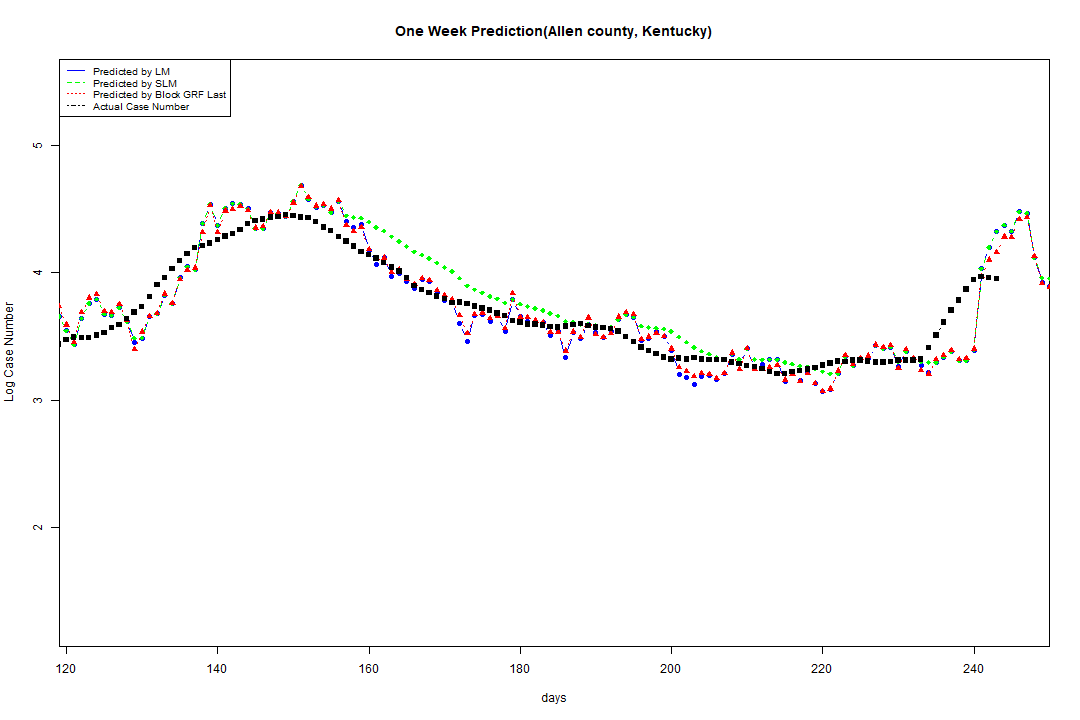 One Week Prediction(Allen county, Kentucky)
Predicted by LM
Predicted by SLM
Predicted by Block GRF Last
Actual Case Number
5
4
3
2
Log Case Number
120 140 160 180 200 220 240
days